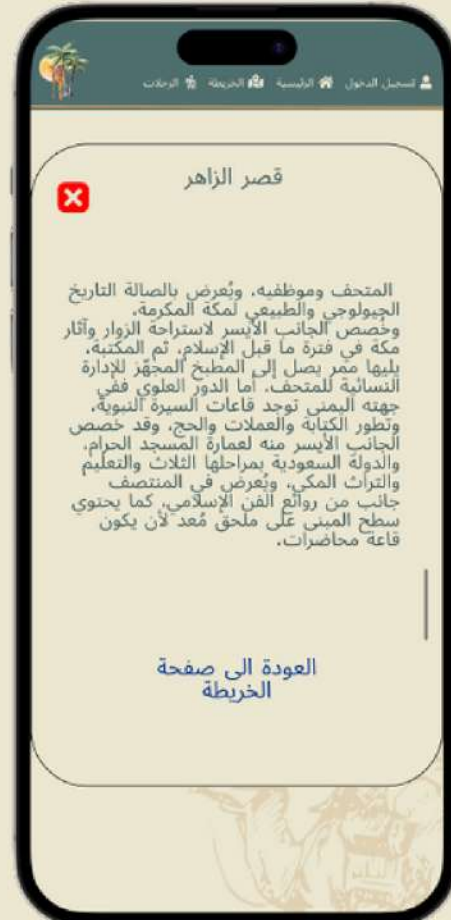 تسجيل الدخول الرئيسية الخريطة الرحلات
قصر الزاهر
المتحف وموظفيه، ويُعرض بالصالة التاريخ
الجيولوجي والطبيعي لمكة المكرمة،
وخُصص الجانب الأيسر لاستراحة الزوار وآثار
مكة في فترة ما قبل الإسلام، ثم المكتبة،
يليها ممر يصل إلى المطبخ المجهّز للإدارة
النسائية للمتحف. أما الدور العلوي ففي
جهته اليمنى توجد قاعات السيرة النبوية،
وتطور الكتابة والعملات والحج، وقد خصص
الجانب الأيسر منه لعمارة المسجد الحرام،
والدولة السعودية بمراحلها الثلاث والتعليم
والتراث المكي، ويُعرض في المنتصف
جانب من روائع الفن الإسلامي، كما يحتوي
سطح المبنى على ملحق مُعد لأن يكون
قاعة محاضرات.
العودة الى صفحة
الخريطة